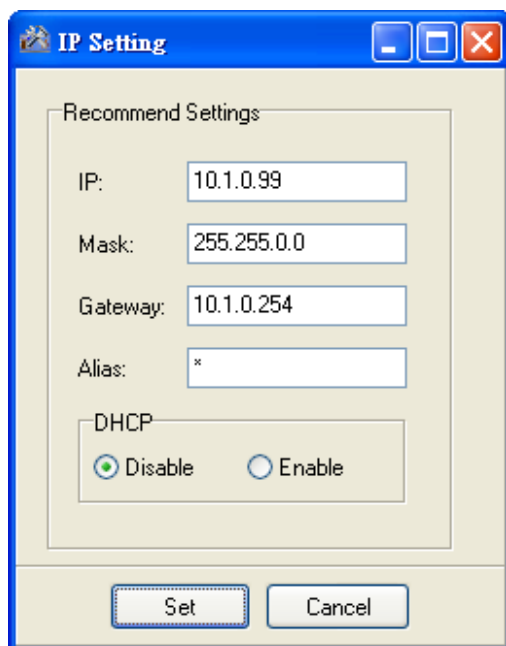 IP Setting
Recommend Settings
IP: 10.1.0.99
Mask: 255.255.0.0
Gateway: 10.1.0.254
Alias: *
DHCP
Disable Enable
Set Cancel